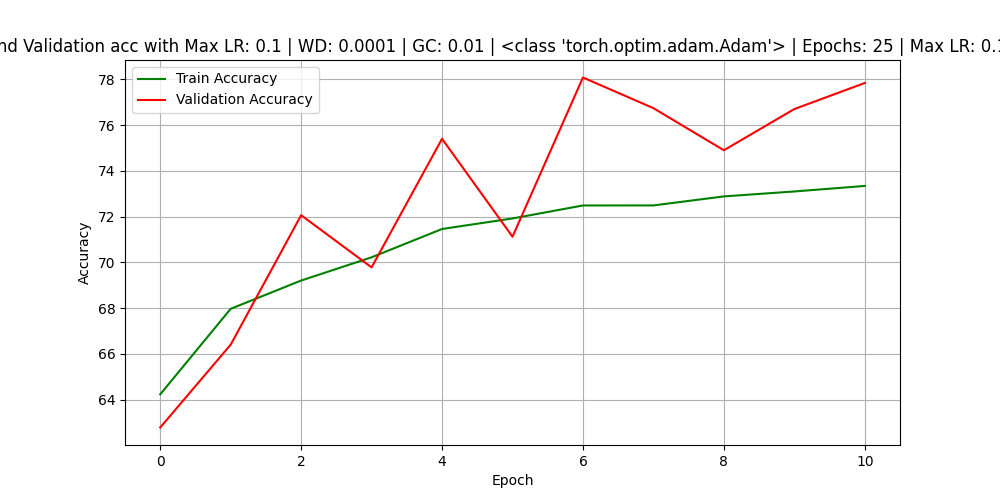 nd Validation acc with Max LR: 0.1 | WD: 0.0001 | GC: 0.01 | <class 'torch.optim.adam.Adam'> | Epochs: 25 | Max LR: 0.1
Train Accuracy
Validation Accuracy
78
76
74
72
70
68
66
64
Accuracy
0 2 4 6 8 10
Epoch